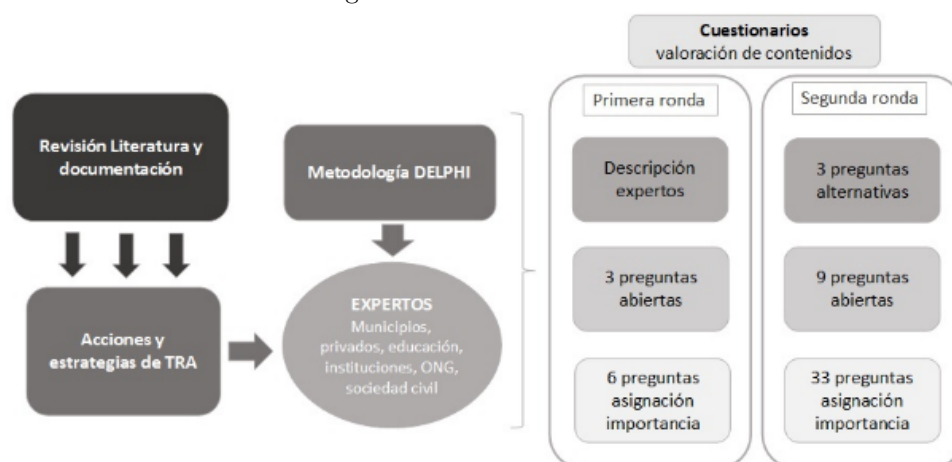 Cuestionarios
valoración de contenidos
Revisión Literatura y
documentación
Acciones y
estrategias de TRA
Metodología DELPHI
EXPERTOS
Municipios,
privados, educación,
instituciones, ONG,
sociedad civil
Primera ronda
Descripción
expertos
3 preguntas
abiertas
6 preguntas
asignación
importancia
Segunda ronda
3 preguntas
alternativas
9 preguntas
abiertas
33 preguntas
asignación
importancia